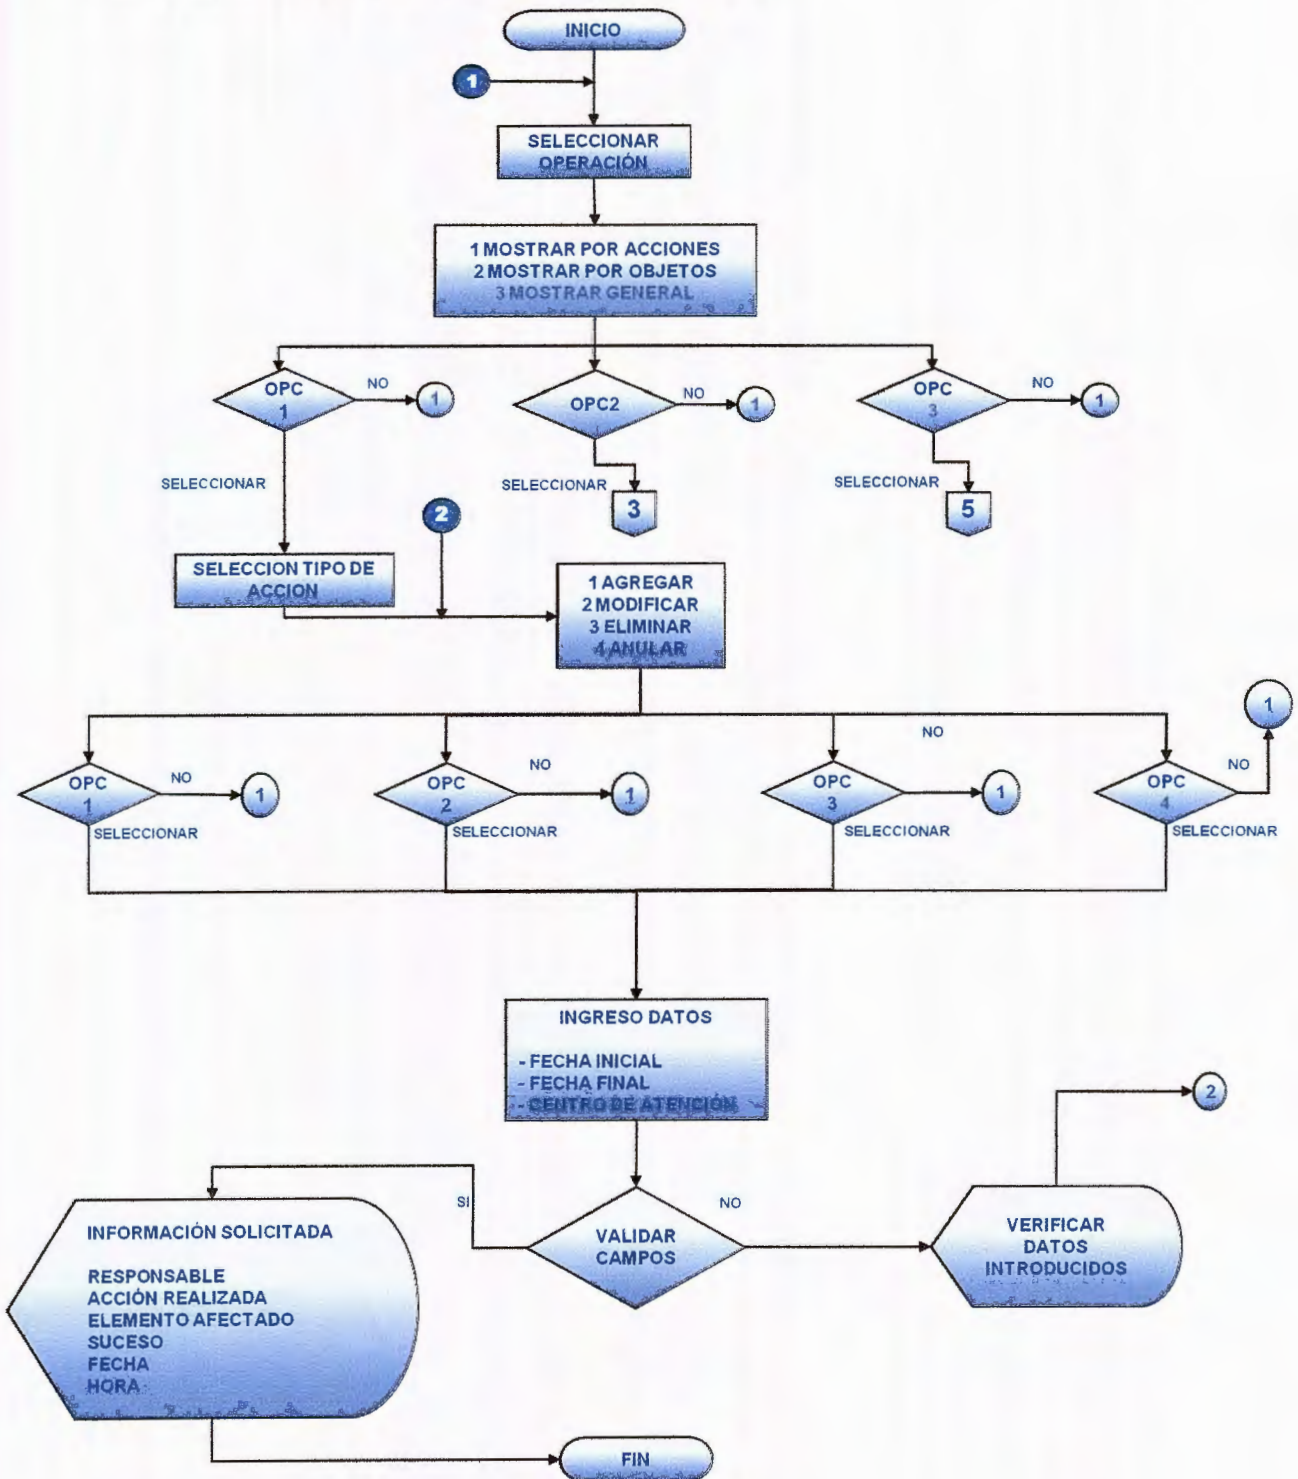 INICIO
1
SELECCIONAR
OPERACIÓN
1 MOSTRAR POR ACCIONES
2 MOSTRAR POR OBJETOS
3 MOSTRAR GENERAL
OPC
1
NO
1
OPC2
NO
1
OPC
3
NO
1
SELECCIONAR
SELECCIONAR
3
SELECCIONAR
5
2
SELECCION TIPO DE
ACCION
1 AGREGAR
2 MODIFICAR
3 ELIMINAR
4 ANULAR
OPC
1
NO
1
SELECCIONAR
OPC
2
NO
1
SELECCIONAR
NO
OPC
3
1
SELECCIONAR
OPC
4
NO
1
SELECCIONAR
INGRESO DATOS
- FECHA INICIAL
- FECHA FINAL
- CENTRO DE ATENCIÓN
2
SI
VALIDAR
CAMPOS
NO
VERIFICAR
DATOS
INTRODUCIDOS
INFORMACIÓN SOLICITADA
RESPONSABLE
ACCIÓN REALIZADA
ELEMENTO AFECTADO
SUCESO
FECHA
HORA
FIN